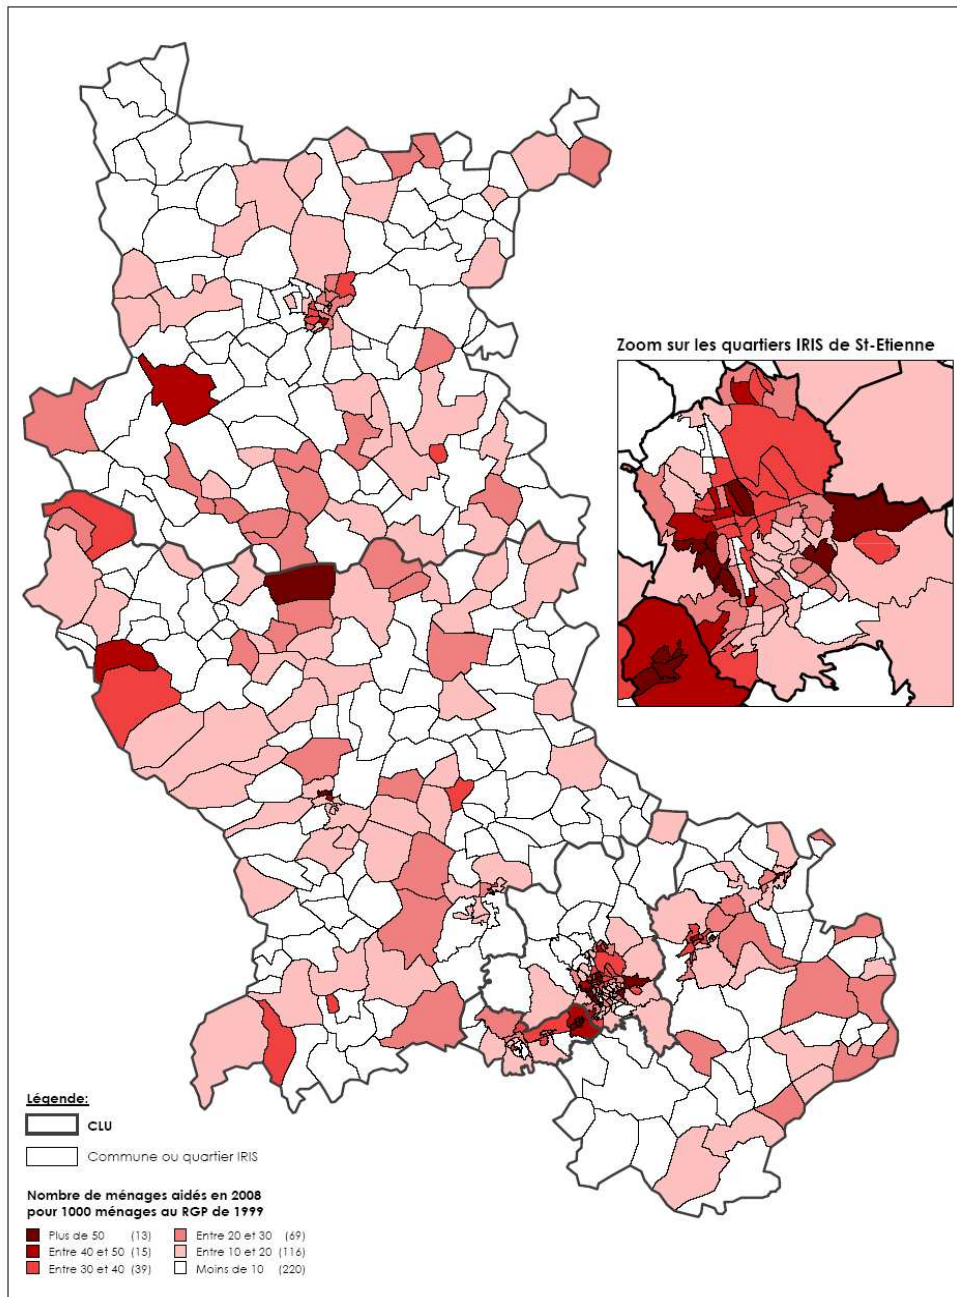 Zoom sur les quartiers IRIS de St-Etienne
Légende:
CLU
Commune ou quartier IRIS
Nombre de ménages aidés en 2008
pour 1000 ménages au RGP de 1999
Plus de 50 (13)
Entre 40 et 50 (15)
Entre 30 et 40 (39)
Entre 20 et 30 (69)
Entre 10 et 20 (116)
Moins de 10 (220)